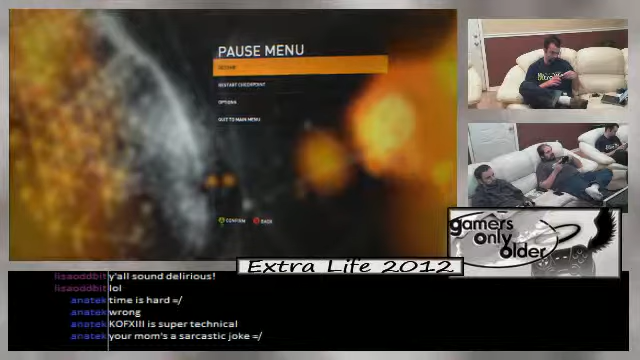 PAUSE MENU
RESUME
RESTART CHECKPOINT
OPTIONS
QUIT TO MAIN MENU
CONFIRM BACK
gamers
only
older
Extra Life 2012
lisaoddbit y'all sound delirious!
lisaoddbit lol
anatek time is hard =/
anatek wrong
anatek KOFXIII is super technical
anatek your mom's a sarcastic joke =/